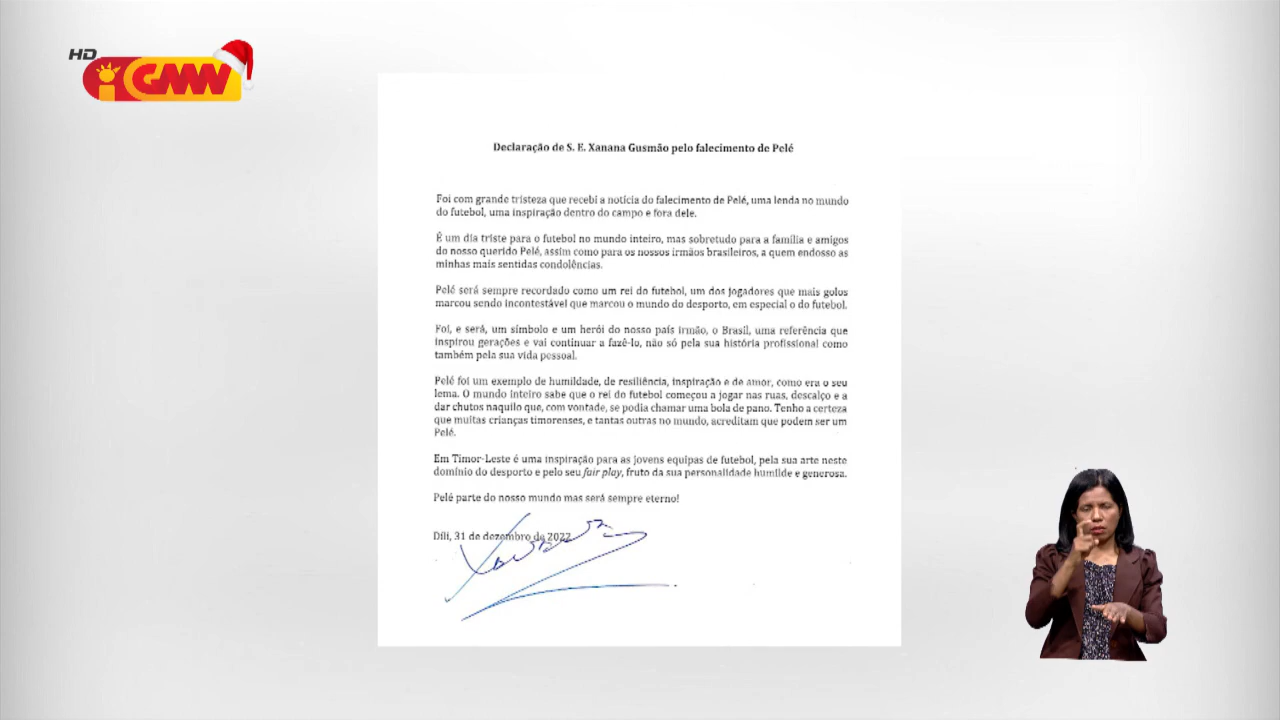 HD
iGMN
Declaração de S. E. Xanana Gusmão pelo falecimento de Pelé
Foi com grande tristeza que recebi a notícia do falecimento de Pelé, uma lenda no mundo
do futebol, uma inspiração dentro do campo e fora dele.
É um dia triste para o futebol no mundo inteiro, mas sobretudo para a família e amigos
do nosso querido Pelé, assim como para os nossos irmãos brasileiros, a quem endosso as
minhas mais sentidas condolências.
Pelé será sempre recordado como um rei do futebol, um dos jogadores que mais golos
marcou sendo incontestável que marcou o mundo do desporto, em especial o do futebol.
Foi, e será, um símbolo e um herói do nosso país irmão, o Brasil, uma referência que
inspirou gerações e vai continuar a fazê-lo, não só pela sua história profissional como
também pela sua vida pessoal.
Pelé foi um exemplo de humildade, de resiliência, inspiração e de amor, como era o seu
lema. O mundo inteiro sabe que o rei do futebol começou a jogar nas ruas, descalço e a
dar chutos naquilo que, com vontade, se podia chamar uma bola de pano. Tenho a certeza
que muitas crianças timorenses, e tantas outras no mundo, acreditam que podem ser um
Pelé.
Em Timor-Leste é uma inspiração para as jovens equipas de futebol, pela sua arte neste
domínio do desporto e pelo seu fair play, fruto da sua personalidade humilde e generosa.
Pelé parte do nosso mundo mas será sempre eterno!
Díli, 31 de dezembro de 2022
Xanana